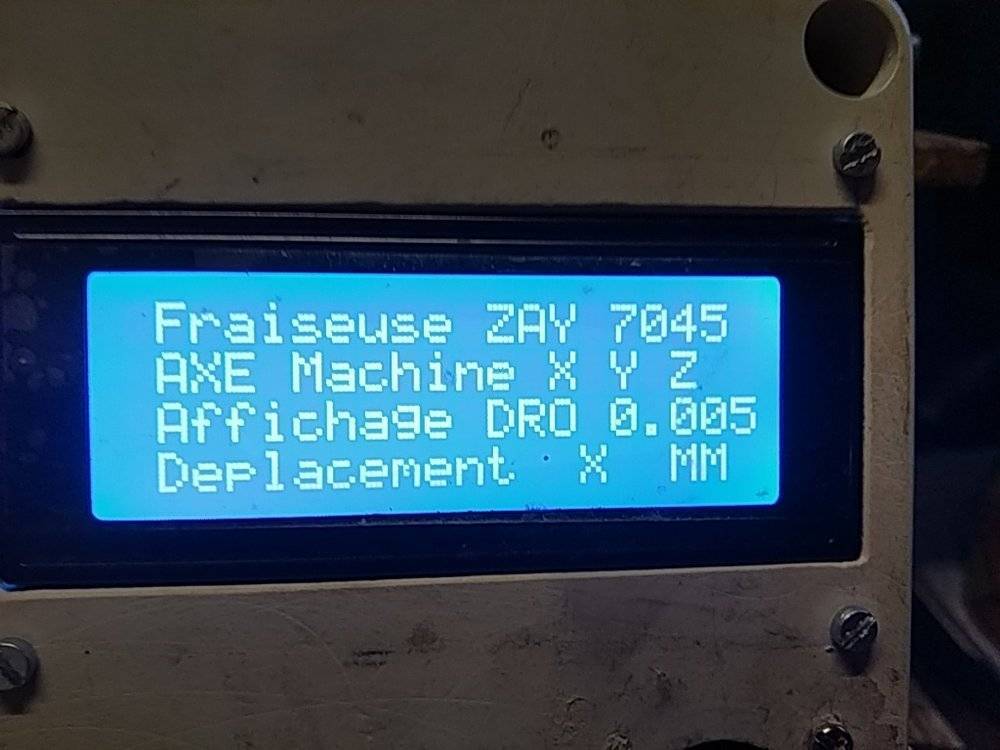 Fraiseuse ZAY 7045
AXE Machine X Y Z
Affichage DRO 0.005
Deplacement X MM